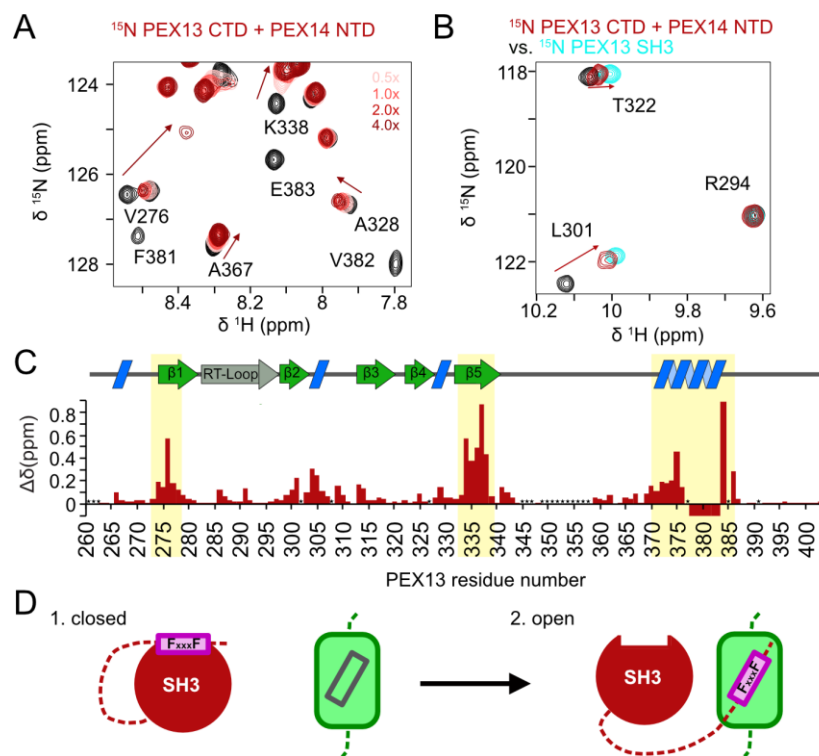 A
¹⁵N PEX13 CTD + PEX14 NTD
δ ¹⁵N (ppm)
124
126
128
0.5x
1.0x
2.0x
4.0x
K338
E383
V276
A328
F381
A367
V382
8.4
8.2
8
7.8
δ ¹H (ppm)
B
¹⁵N PEX13 CTD + PEX14 NTD
vs. ¹⁵N PEX13 SH3
δ ¹⁵N (ppm)
118
120
122
T322
R294
L301
10.2
10
9.8
9.6
δ ¹H (ppm)
C
β1
RT-Loop
β2
β3
β4
β5
Δδ(ppm)
0.8
0.6
0.4
0.2
0
260
265
270
275
280
285
290
295
300
305
310
315
320
325
330
335
340
345
350
355
360
365
370
375
380
385
390
395
400
PEX13 residue number
D
1. closed
2. open
FxxxF
SH3
SH3
FxxxF